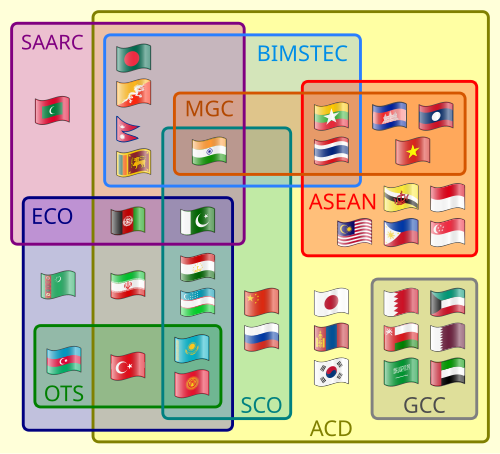 SAARC
BIMSTEC
MGC
ASEAN
ECO
OTS
SCO
GCC
ACD